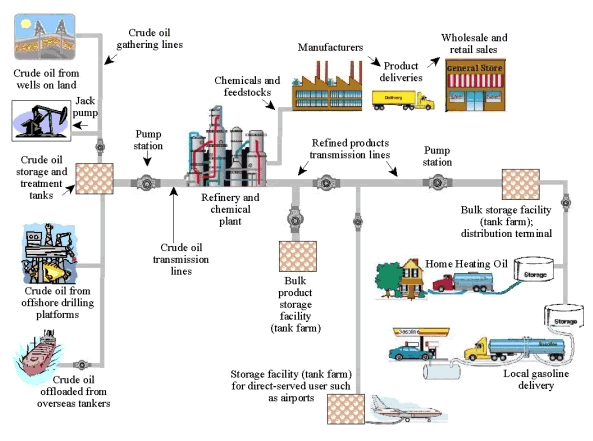 Crude oil
gathering lines
Crude oil from
wells on land
Jack
pump
Crude oil
storage and
treatment
tanks
Pump
station
Crude oil
transmission
lines
Refinery and
chemical
plant
Chemicals and
feedstocks
Manufacturers
Product
deliveries
Delivery
Wholesale and
retail sales
General Store
Refined products
transmission lines
Pump
station
Bulk storage facility
(tank farm);
distribution terminal
Bulk
product
storage
facility
(tank farm)
Crude oil from
offshore drilling
platforms
Crude oil
offloaded from
overseas tankers
Home Heating Oil
Storage
Storage
Local gasoline
delivery
Storage facility (tank farm)
for direct-served user such
as airports